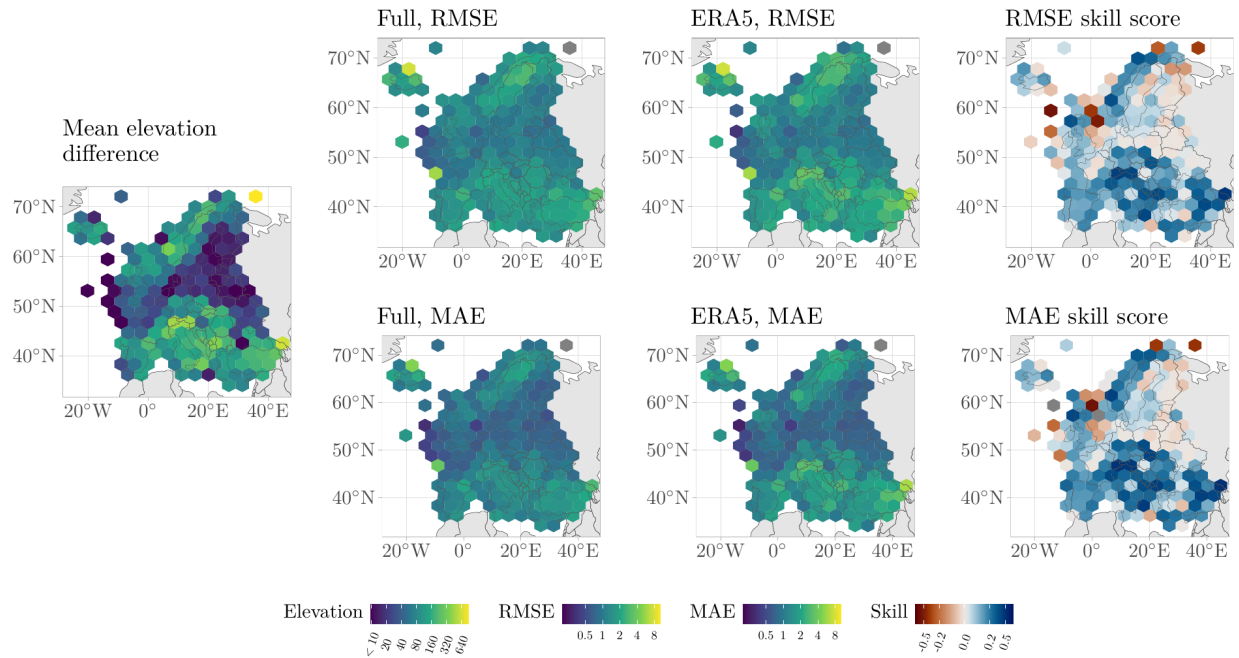 Full, RMSE
ERA5, RMSE
RMSE skill score
70°N
60°N
50°N
40°N
20°W 0° 20°E 40°E
70°N
60°N
50°N
40°N
20°W 0° 20°E 40°E
70°N
60°N
50°N
40°N
20°W 0° 20°E 40°E
Mean elevation
difference
70°N
60°N
50°N
40°N
20°W 0° 20°E 40°E
Full, MAE
ERA5, MAE
MAE skill score
70°N
60°N
50°N
40°N
20°W 0° 20°E 40°E
70°N
60°N
50°N
40°N
20°W 0° 20°E 40°E
70°N
60°N
50°N
40°N
20°W 0° 20°E 40°E
Elevation
< 10 20 40 80 160 320 640
RMSE
0.5 1 2 4 8
MAE
0.5 1 2 4 8
Skill
-0.5 -0.2 0.0 0.2 0.5